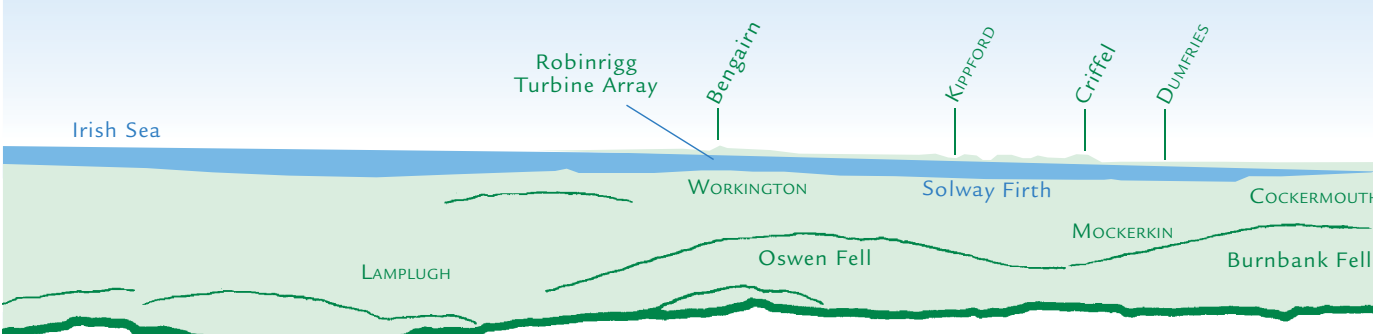 Robinrigg
Turbine Array
Bengairn
Kippford
Criffel
Dumfries
Irish Sea
Workington
Solway Firth
Cockermouth
Mockerkin
Lamplugh
Oswen Fell
Burnbank Fell